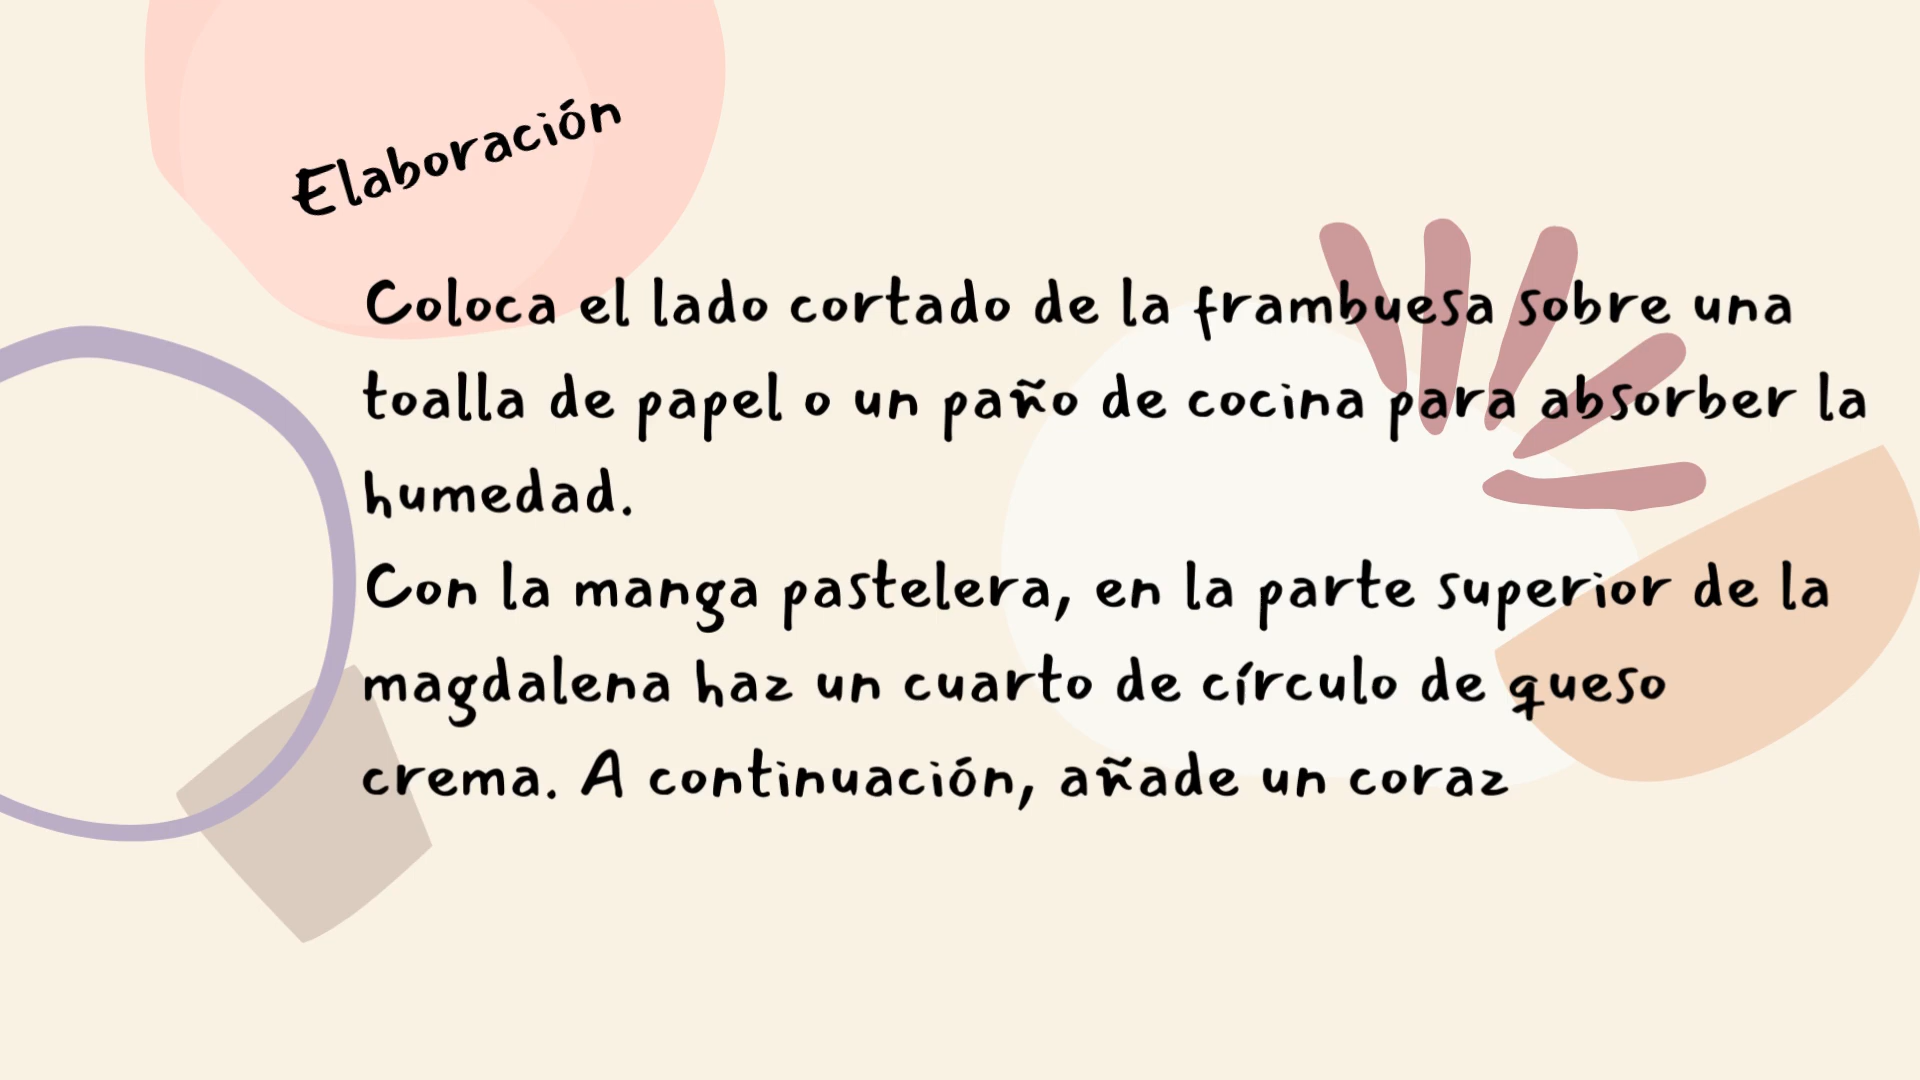 Elaboración
Coloca el lado cortado de la frambuesa sobre una
toalla de papel o un paño de cocina para absorber la
humedad.
Con la manga pastelera, en la parte superior de la
magdalena haz un cuarto de círculo de queso
crema. A continuación, añade un coraz